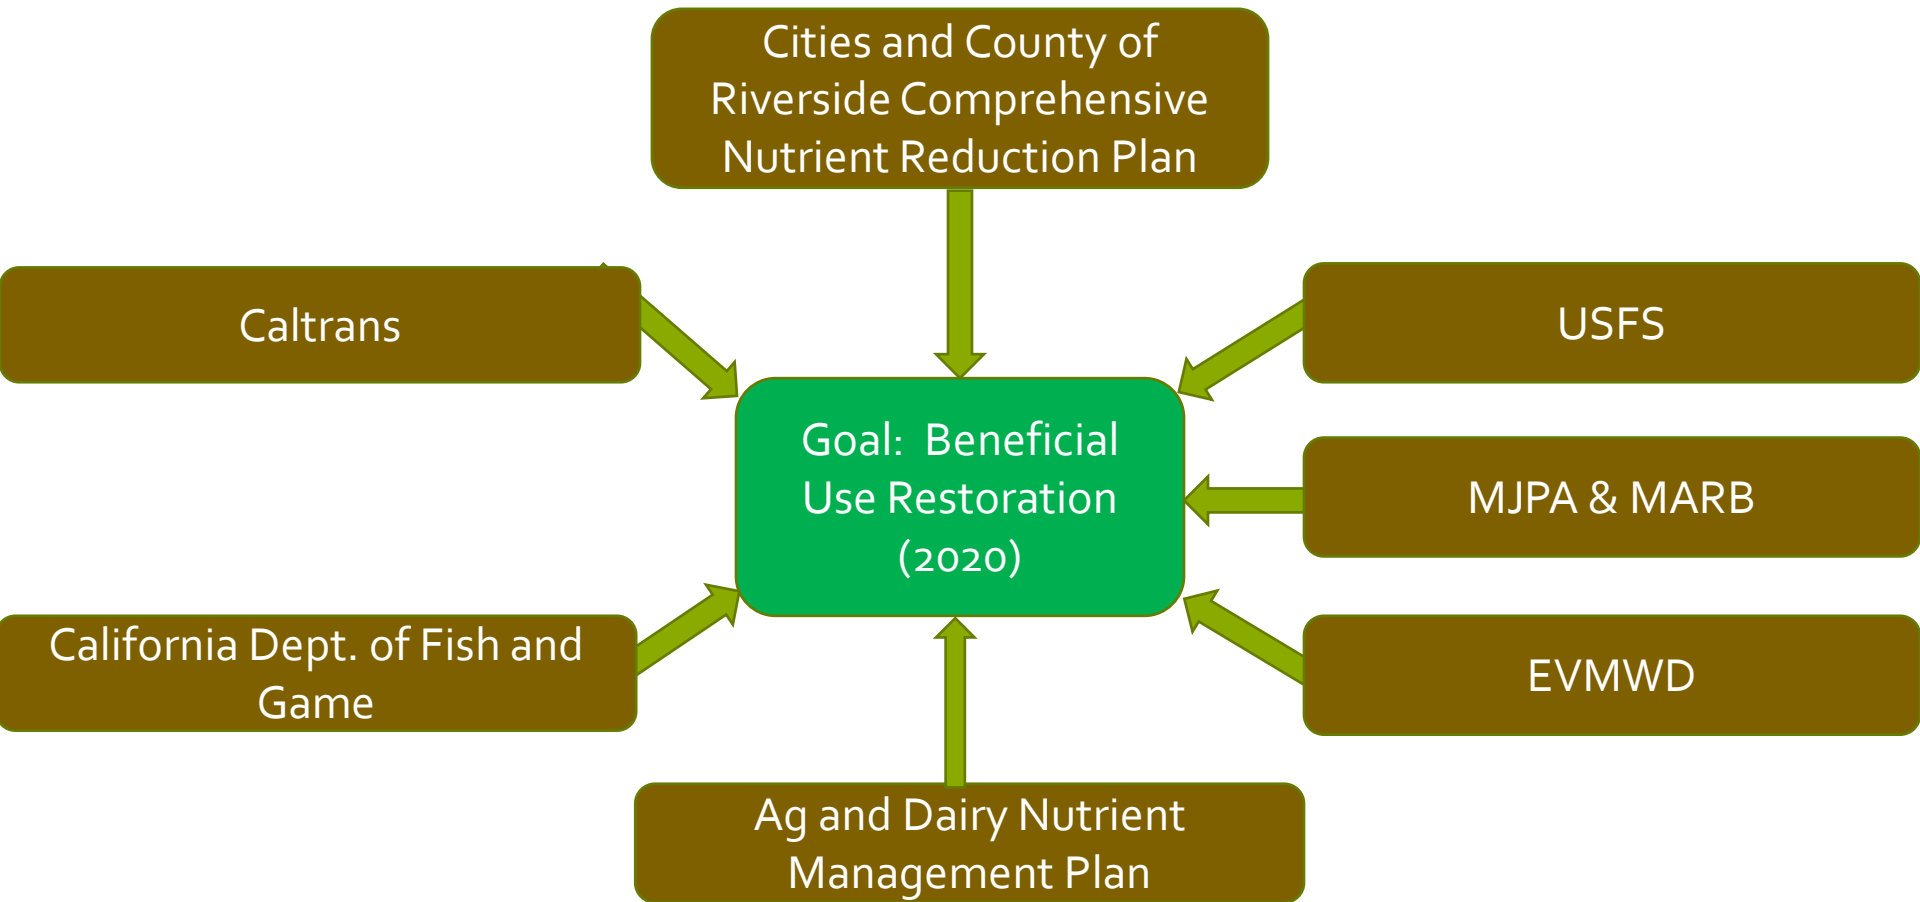 Cities and County of
Riverside Comprehensive
Nutrient Reduction Plan
Caltrans
USFS
Goal: Beneficial
Use Restoration
(2020)
MJPA & MARB
California Dept. of Fish and
Game
EVMWD
Ag and Dairy Nutrient
Management Plan